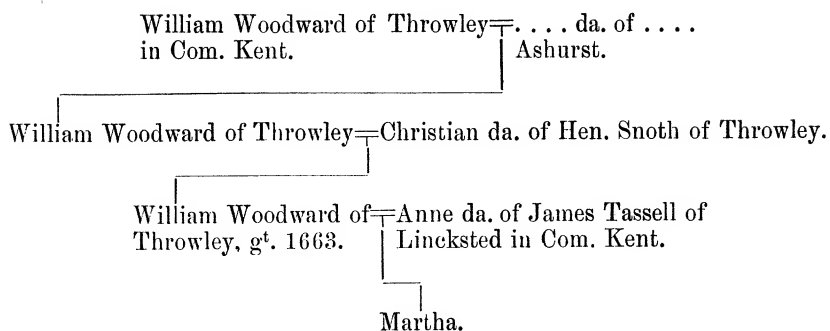 William Woodward of Throwley=. . . . da. of . . . .
in Com. Kent. Ashurst.
William Woodward of Throwley=Christian da. of Hen. Snoth of Throwley.
William Woodward of=Anne da. of James Tassell of
Throwley, gt. 1663. Lincksted in Com. Kent.
Martha.